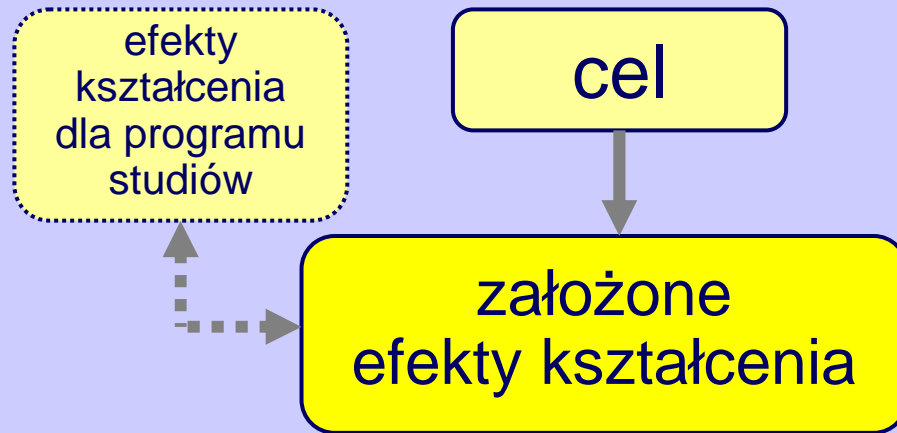 efekty
kształcenia
dla programu
studiów
cel
założone
efekty kształcenia